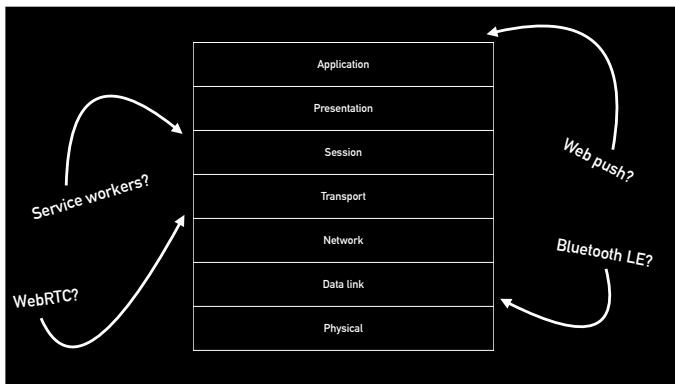 Application
Presentation
Session
Transport
Network
Data link
Physical
Service workers?
WebRTC?
Web push?
Bluetooth LE?